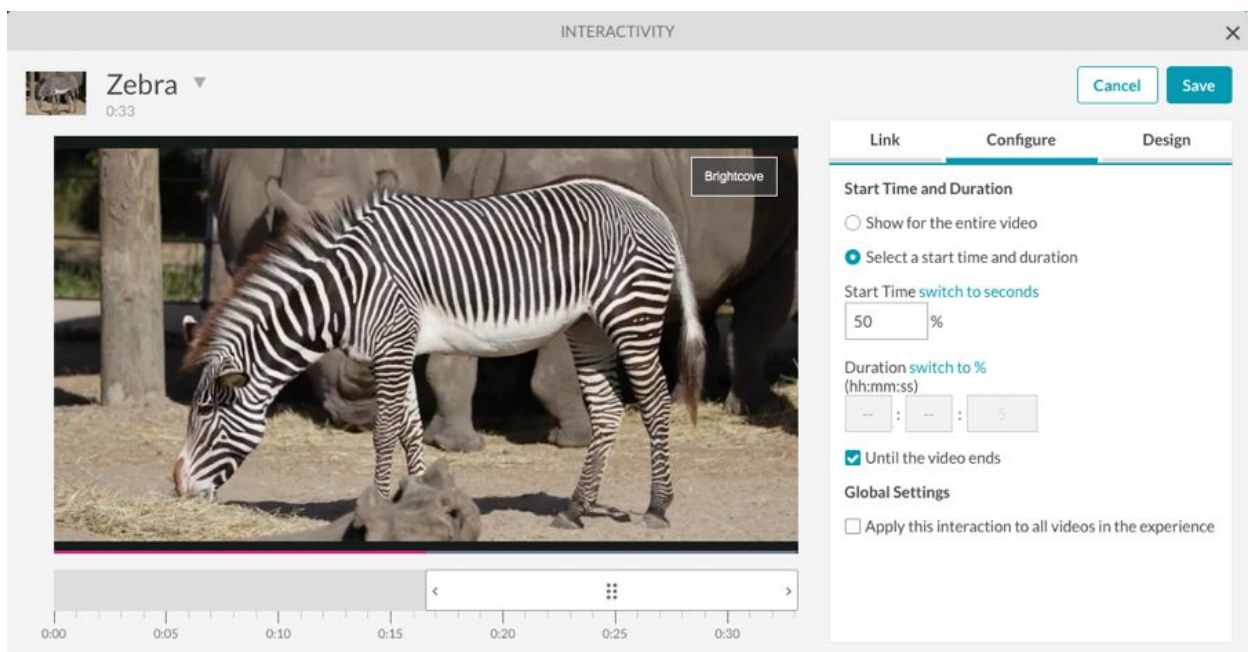 INTERACTIVITY
Zebra
0:33
Cancel
Save
Brightcove
0:00
0:05
0:10
0:15
0:20
0:25
0:30
Link
Configure
Design
Start Time and Duration
Show for the entire video
Select a start time and duration
Start Time switch to seconds
50 %
Duration switch to %
(hh:mm:ss)
-- : -- : 5
Until the video ends
Global Settings
Apply this interaction to all videos in the experience